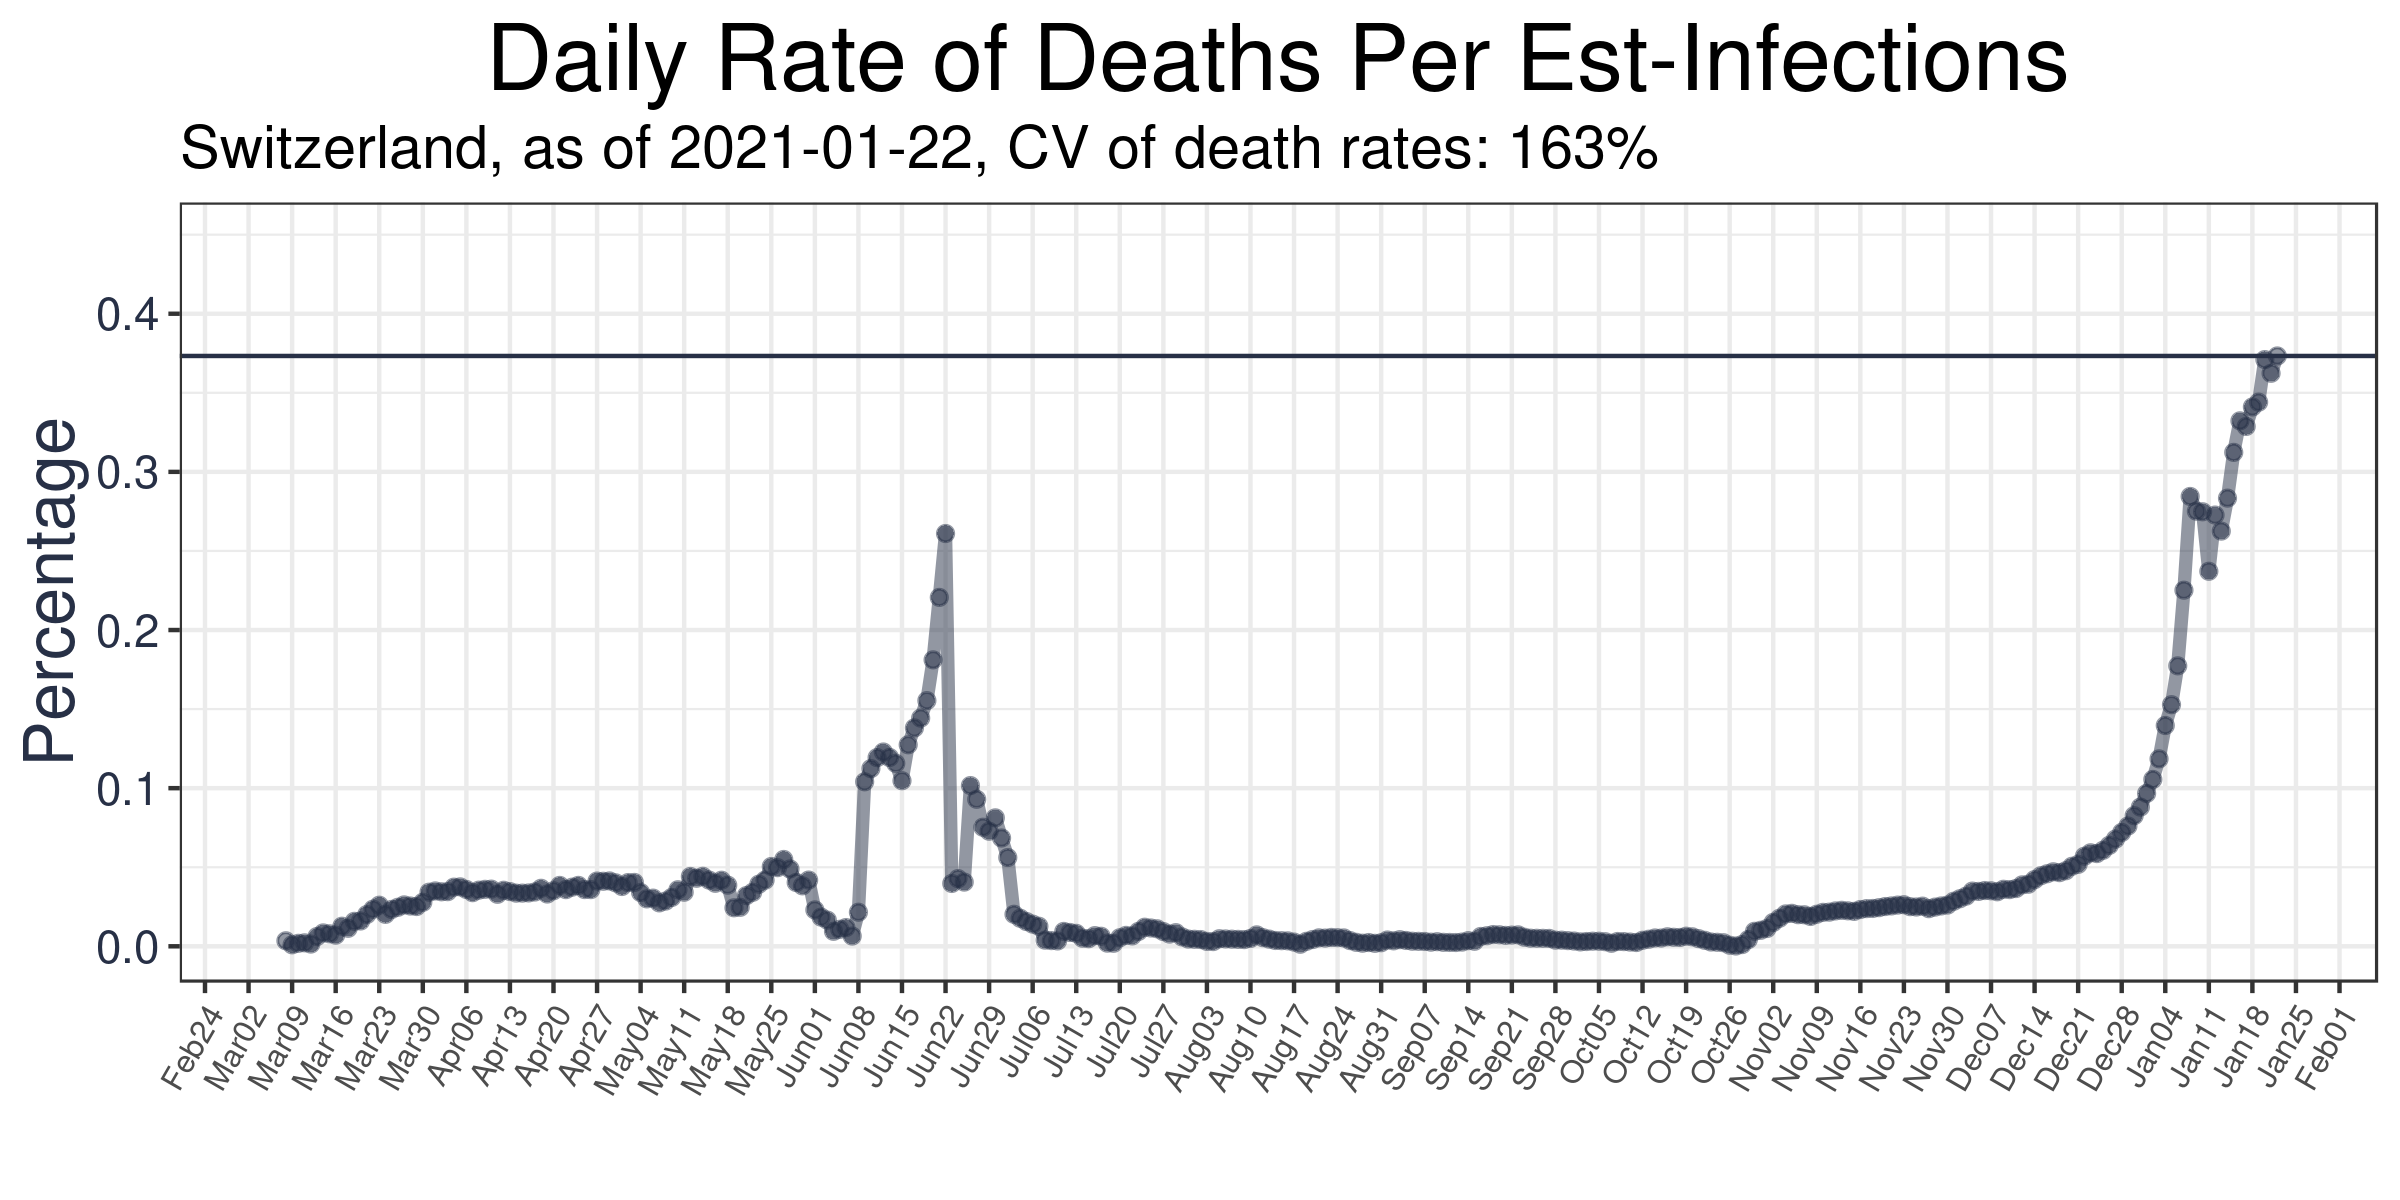 Daily Rate of Deaths Per Est-Infections
Switzerland, as of 2021-01-22, CV of death rates: 163%
Percentage
0.4
0.3
0.2
0.1
0.0
Feb24 Mar02 Mar09 Mar16 Mar23 Mar30 Apr06 Apr13 Apr20 Apr27 May04 May11 May18 May25 Jun01 Jun08 Jun15 Jun22 Jun29 Jul06 Jul13 Jul20 Jul27 Aug03 Aug10 Aug17 Aug24 Aug31 Sep07 Sep14 Sep21 Sep28 Oct05 Oct12 Oct19 Oct26 Nov02 Nov09 Nov16 Nov23 Nov30 Dec07 Dec14 Dec21 Dec28 Jan04 Jan11 Jan18 Jan25 Feb01